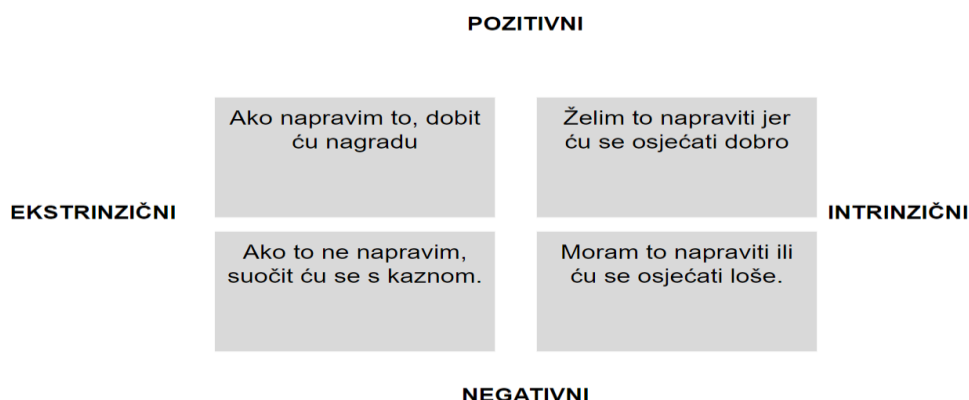 POZITIVNI
Ako napravim to, dobit
ću nagradu
Želim to napraviti jer
ću se osjećati dobro
EKSTRINZIČNI
INTRINZIČNI
Ako to ne napravim,
suočit ću se s kaznom.
Moram to napraviti ili
ću se osjećati loše.
NEGATIVNI